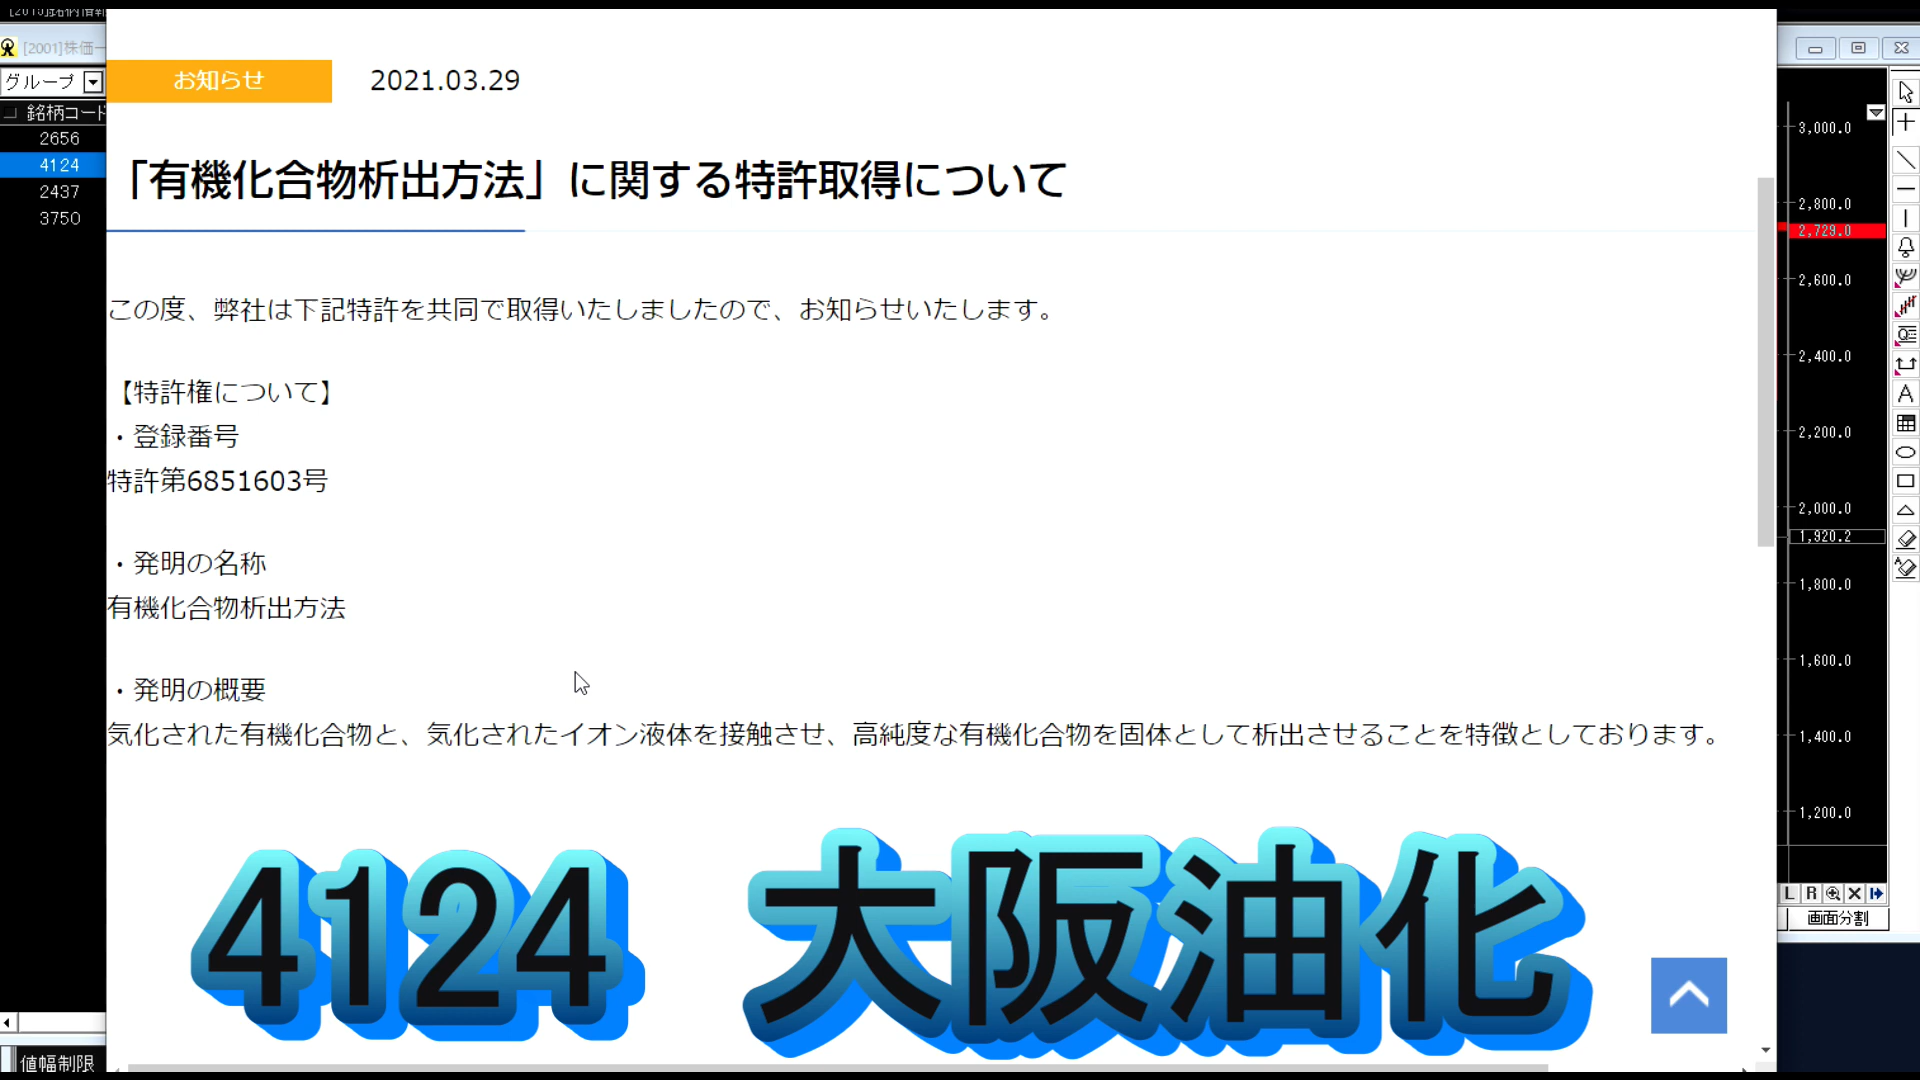 [2001]株価一
グループ
銘柄コード
2656
4124
2437
3750
お知らせ 2021.03.29
「有機化合物析出方法」に関する特許取得について
この度、弊社は下記特許を共同で取得いたしましたので、お知らせいたします。
【特許権について】
・登録番号
特許第6851603号
・発明の名称
有機化合物析出方法
・発明の概要
気化された有機化合物と、気化されたイオン液体を接触させ、高純度な有機化合物を固体として析出させることを特徴としております。
4124 大阪油化
3,000.0
2,800.0
2,729.0
2,600.0
2,400.0
2,200.0
2,000.0
1,920.2
1,800.0
1,600.0
1,400.0
1,200.0
L R
画面分割
値幅制限